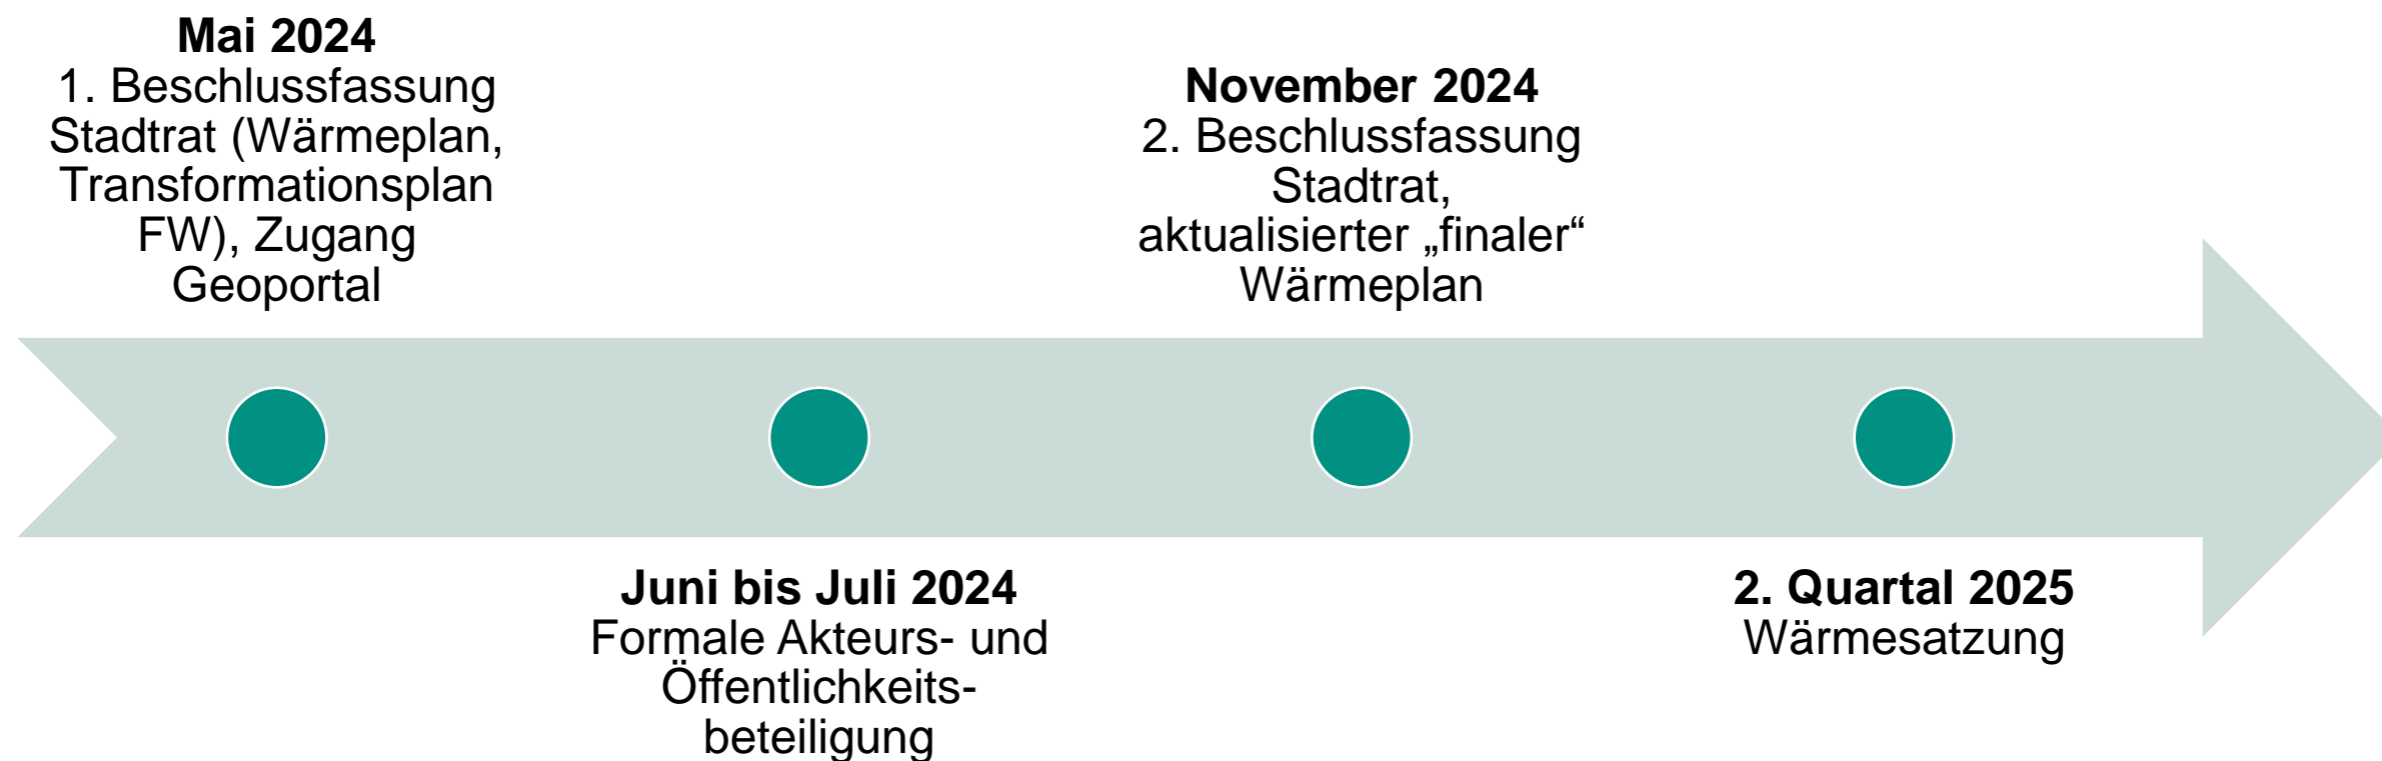 Mai 2024
1. Beschlussfassung
Stadtrat (Wärmeplan,
Transformationsplan
FW), Zugang
Geoportal
Juni bis Juli 2024
Formale Akteurs- und
Öffentlichkeits-
beteiligung
November 2024
2. Beschlussfassung
Stadtrat,
aktualisierter „finaler“
Wärmeplan
2. Quartal 2025
Wärmesatzung